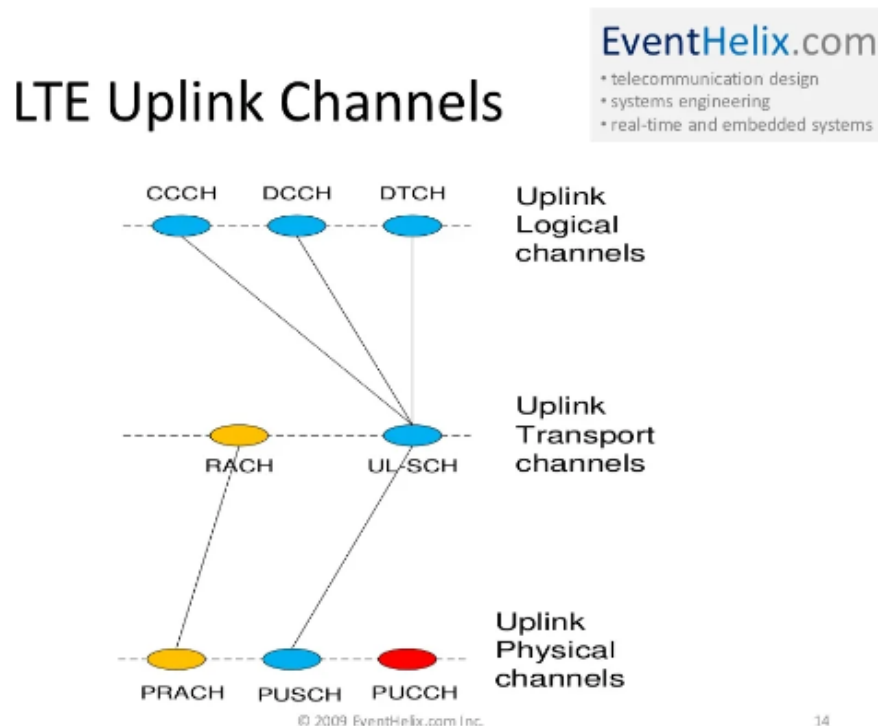 EventHelix.com
• telecommunication design
• systems engineering
• real-time and embedded systems
LTE Uplink Channels
CCCH DCCH DTCH
Uplink
Logical
channels
Uplink
Transport
channels
RACH UL-SCH
Uplink
Physical
channels
PRACH PUSCH PUCCH
© 2009 EventHelix.com Inc.
14